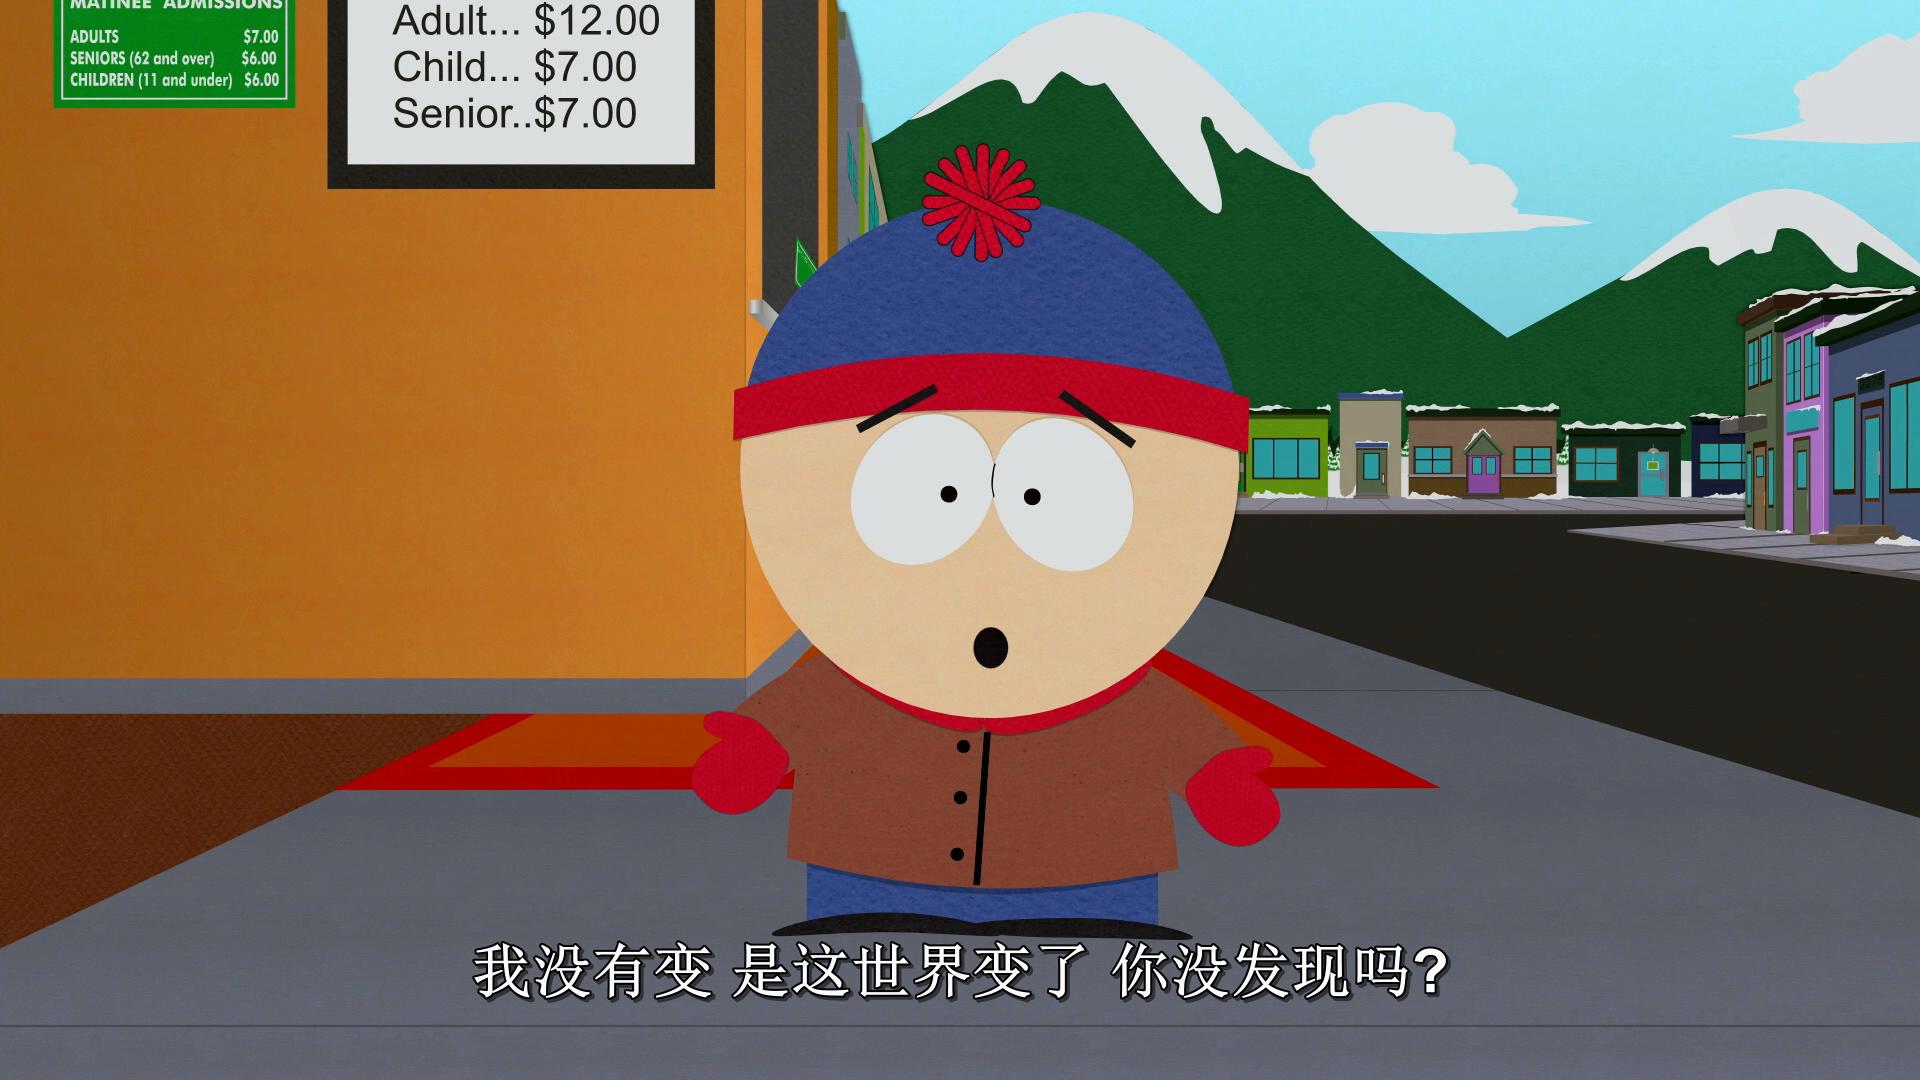 MATINEE ADMISSIONS
ADULTS $7.00
SENIORS (62 and over) $6.00
CHILDREN (11 and under) $6.00
Adult... $12.00
Child... $7.00
Senior..$7.00
我没有变 是这世界变了 你没发现吗?